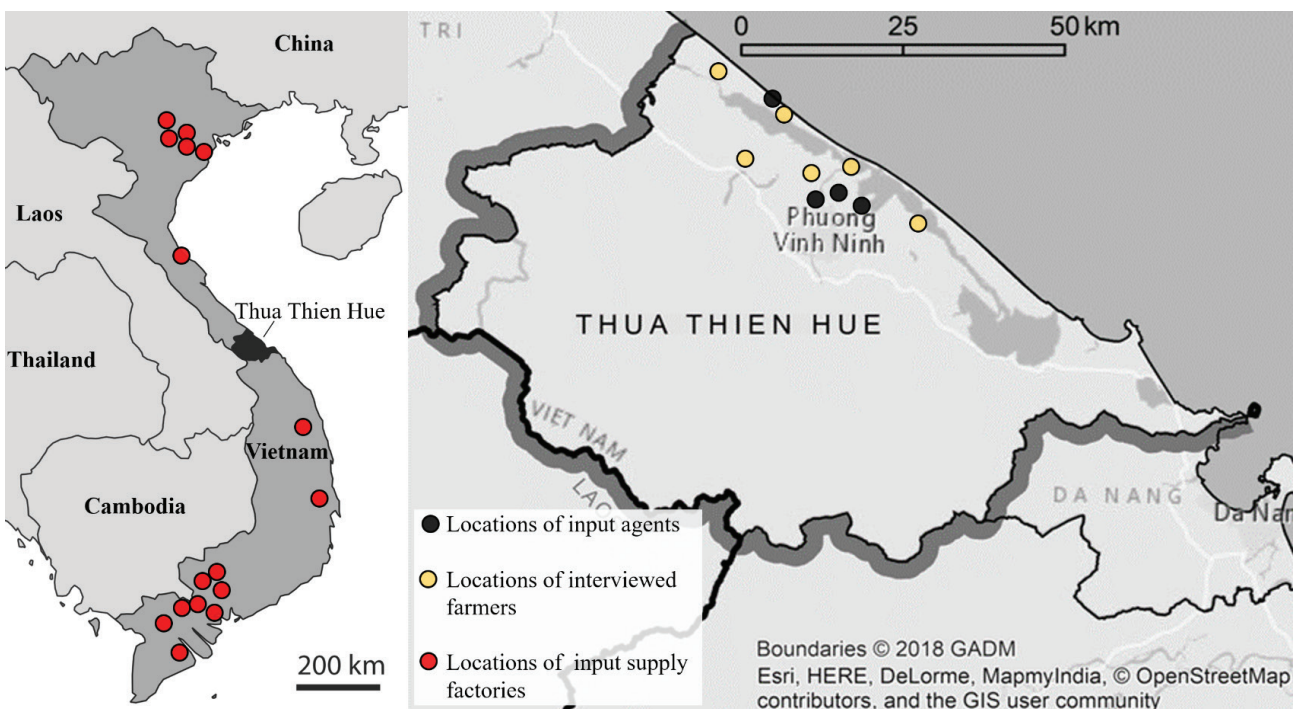 China
Laos
Thua Thien Hue
Thailand
Vietnam
Cambodia
200 km
0 25 50 km
TRI
Phuong
Vinh Ninh
THUA THIEN HUE
VIET NAM
LAO
DA NANG
Da Nan
Locations of input agents
Locations of interviewed
farmers
Locations of input supply
factories
Boundaries © 2018 GADM
Esri, HERE, DeLorme, MapmyIndia, © OpenStreetMap
contributors, and the GIS user community